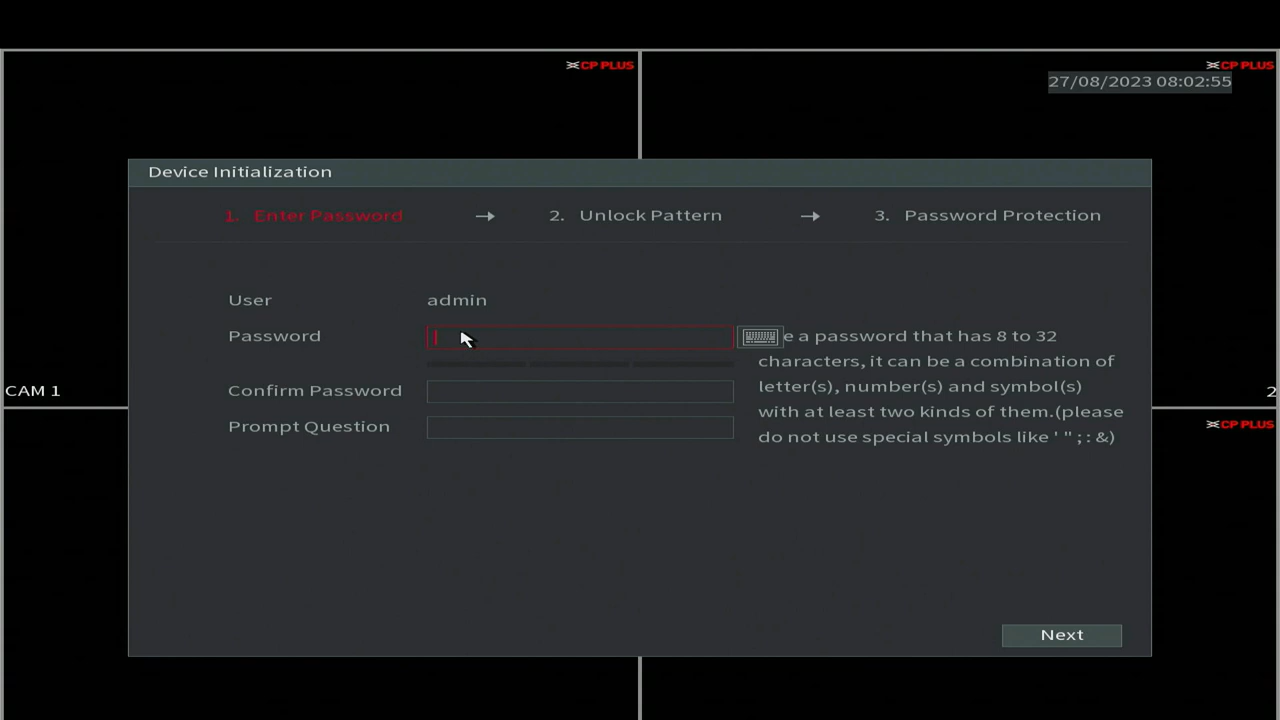 CP PLUS
CP PLUS
27/08/2023 08:02:55
Device Initialization
1. Enter Password → 2. Unlock Pattern → 3. Password Protection
User admin
Password
e a password that has 8 to 32
characters, it can be a combination of
letter(s), number(s) and symbol(s)
with at least two kinds of them.(please
do not use special symbols like ' " ; : &)
Confirm Password
Prompt Question
CAM 1
2
CP PLUS
Next